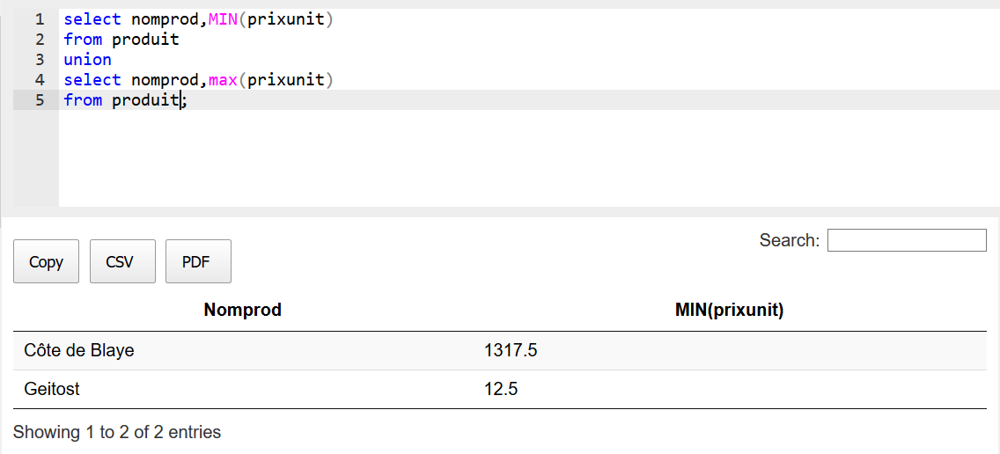 1 select nomprod,MIN(prixunit)
2 from produit
3 union
4 select nomprod,max(prixunit)
5 from produit;
Search:
Copy CSV PDF
Nomprod MIN(prixunit)
Côte de Blaye 1317.5
Geitost 12.5
Showing 1 to 2 of 2 entries